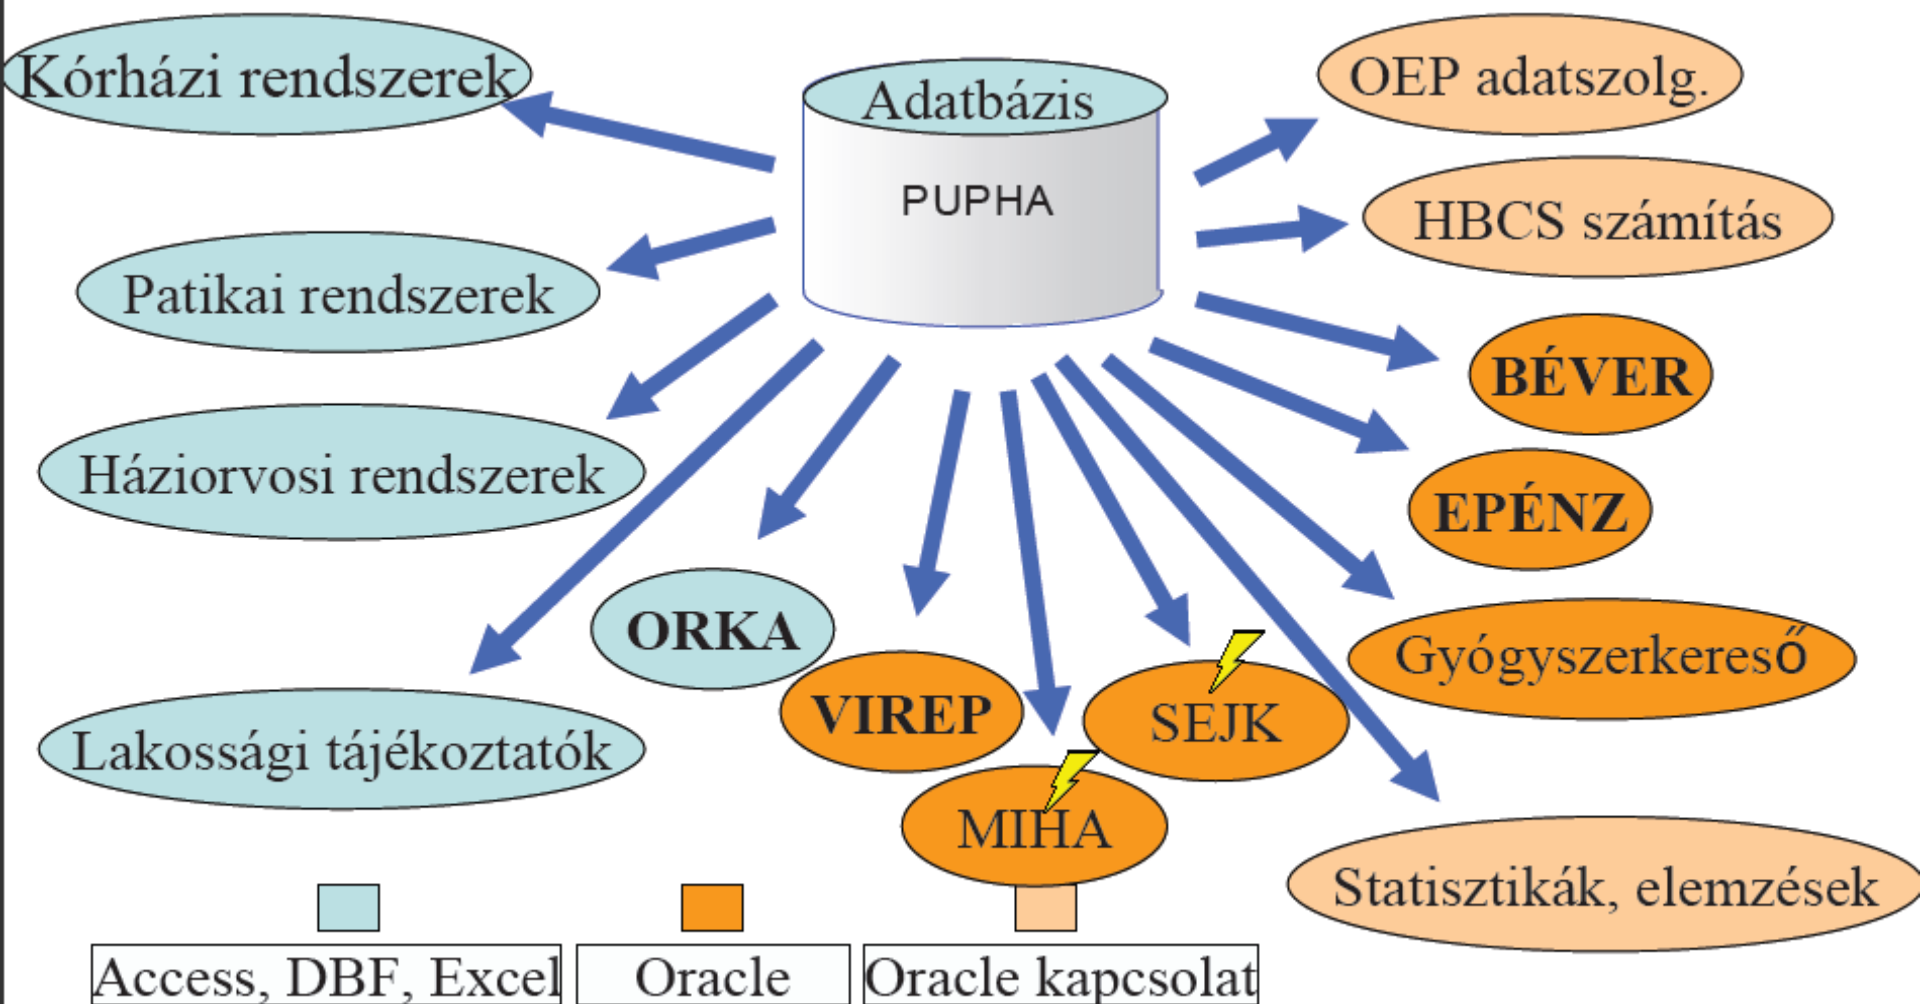 Kórházi rendszerek
Adatbázis
OEP adatszolg.
PUPHA
HBCS számítás
Patikai rendszerek
BÉVER
Háziorvosi rendszerek
EPÉNZ
ORKA
Gyógyszerkereső
VIREP
SEJK
Lakossági tájékoztatók
MIHA
Statisztikák, elemzések
Access, DBF, Excel
Oracle
Oracle kapcsolat